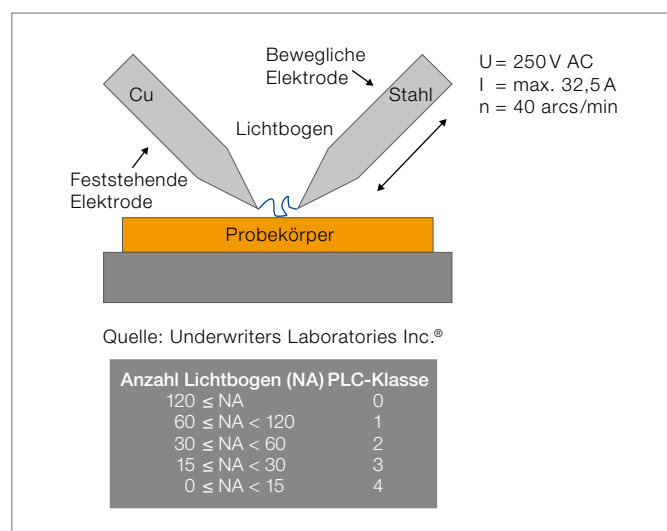 Bewegliche
Elektrode
U = 250 V AC
I = max. 32,5 A
n = 40 arcs/min
Cu
Stahl
Lichtbogen
Feststehende
Elektrode
Probekörper
Quelle: Underwriters Laboratories Inc.®
Anzahl Lichtbogen (NA) PLC-Klasse
120 ≤ NA 0
60 ≤ NA < 120 1
30 ≤ NA < 60 2
15 ≤ NA < 30 3
0 ≤ NA < 15 4